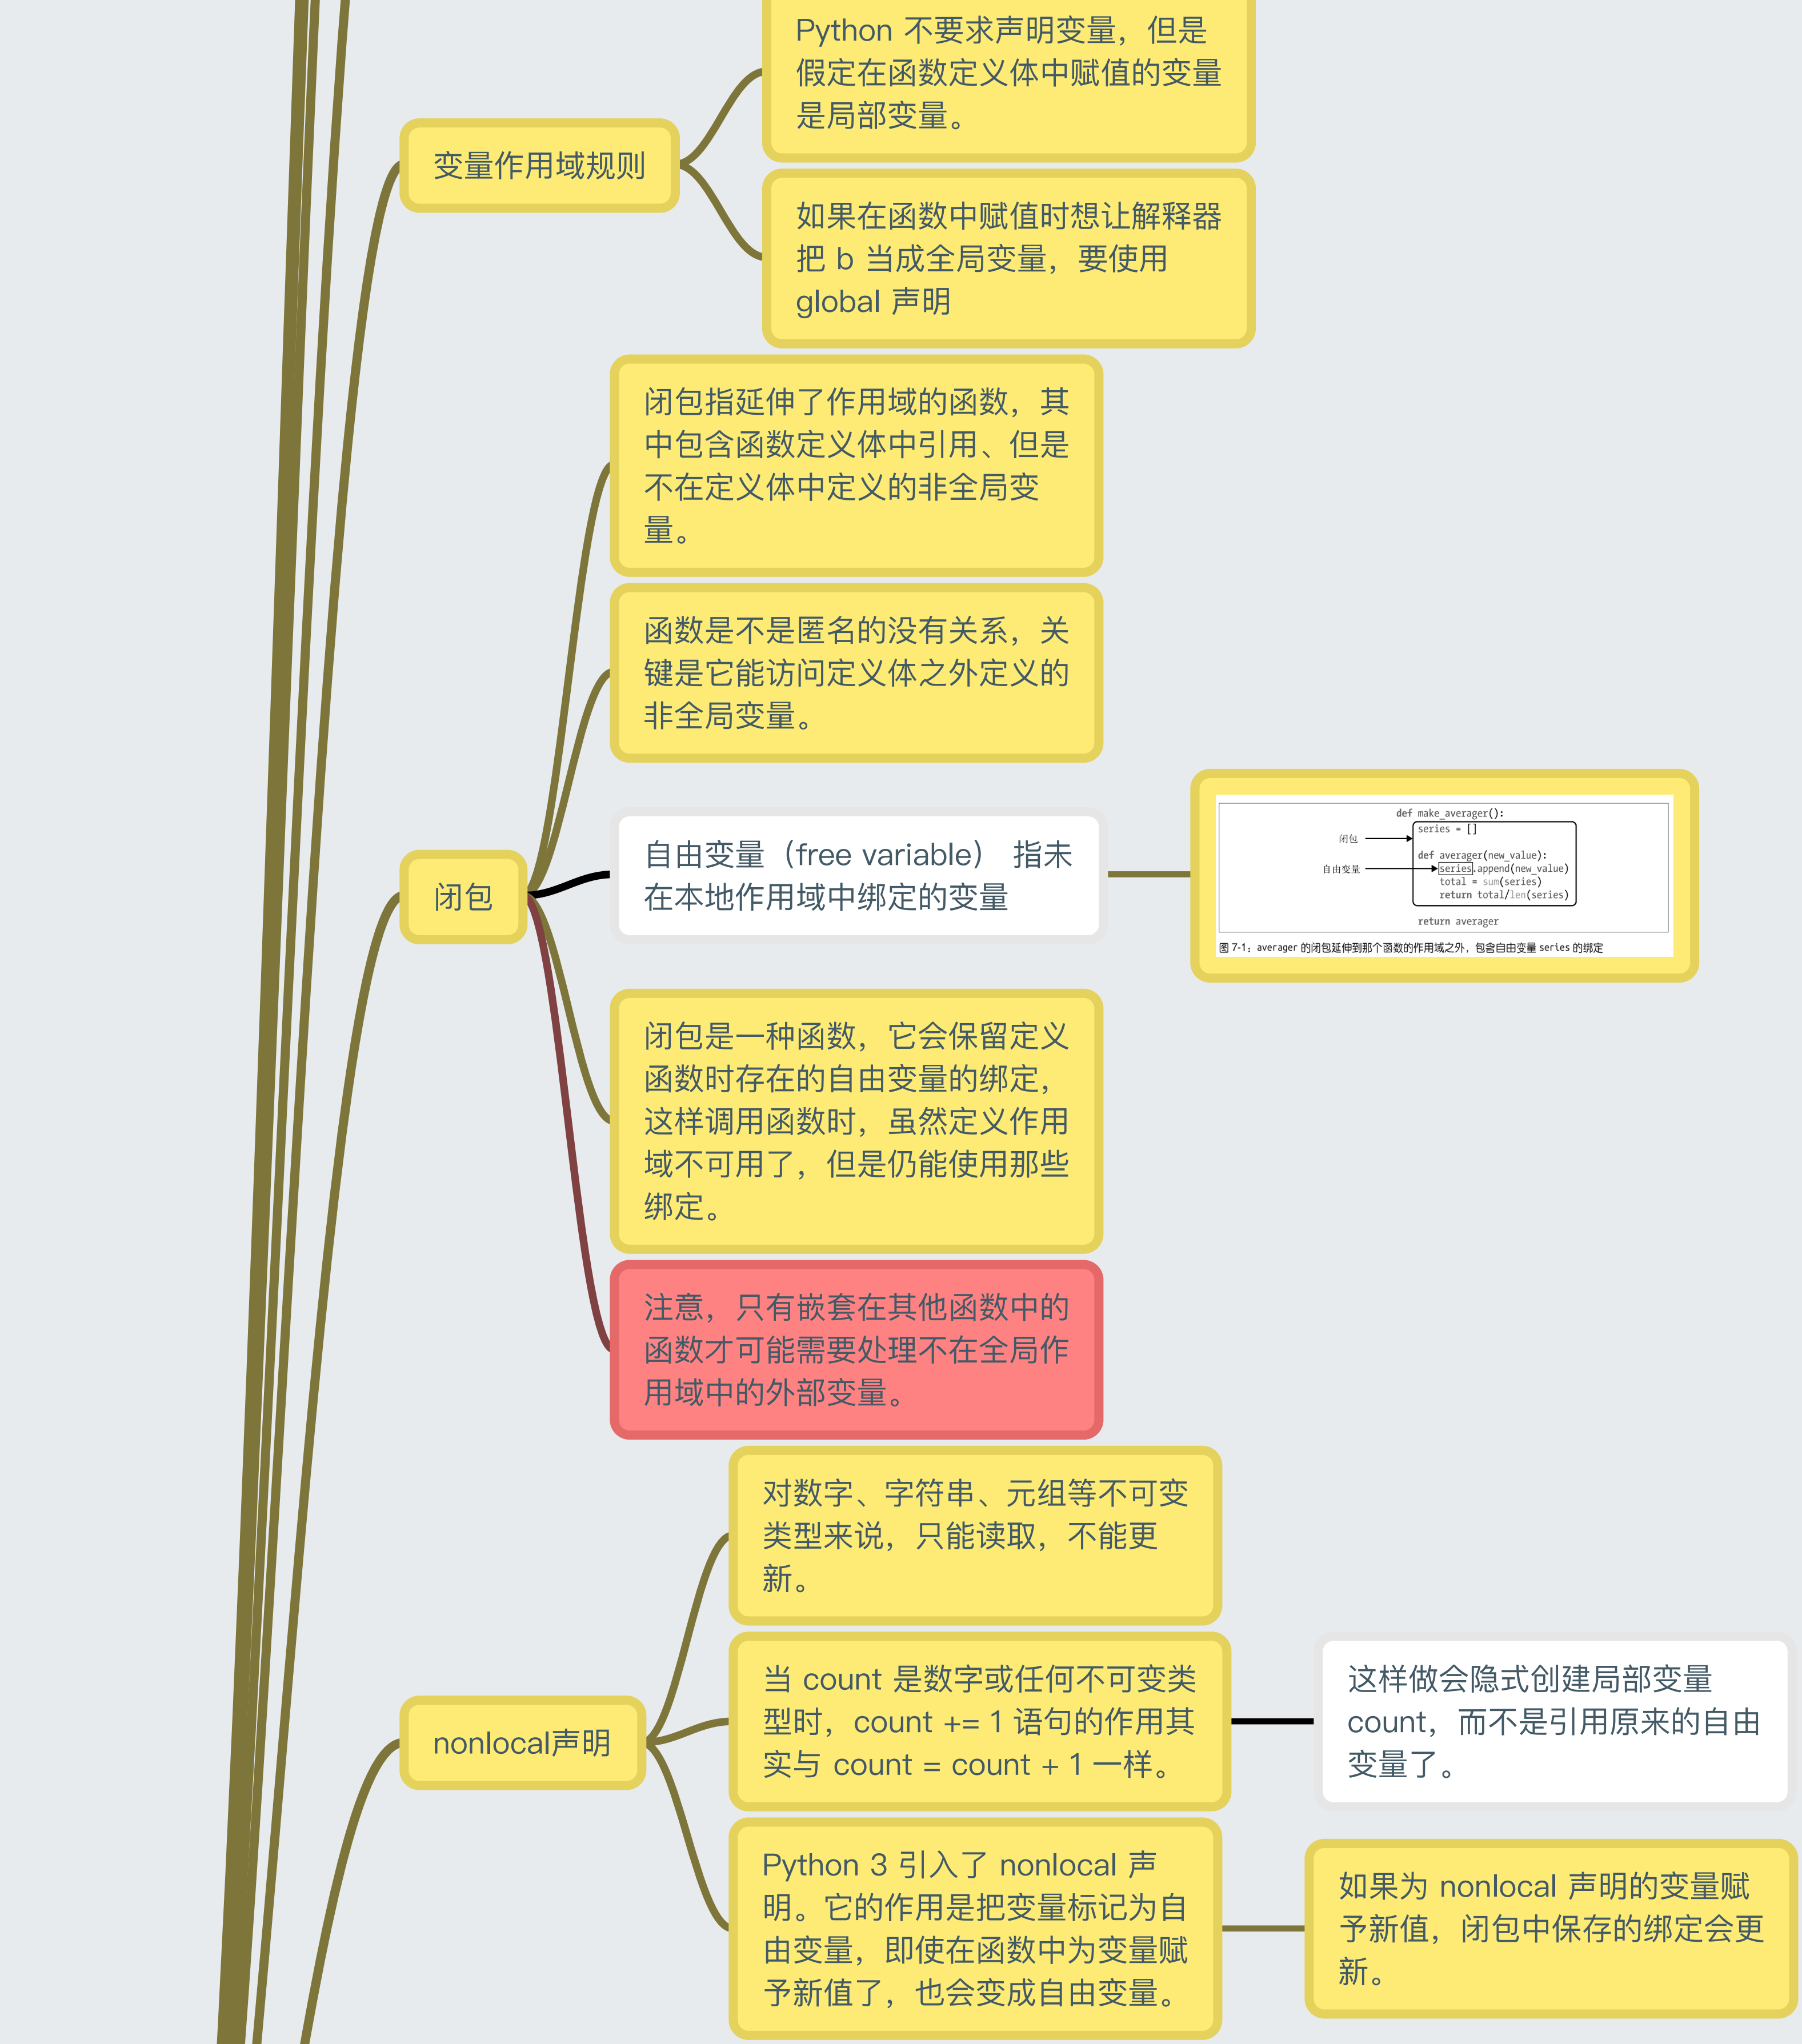 Python 不要求声明变量，但是
假定在函数定义体中赋值的变量
是局部变量。
变量作用域规则
如果在函数中赋值时想让解释器
把 b 当成全局变量，要使用
global 声明
闭包指延伸了作用域的函数，其
中包含函数定义体中引用、但是
不在定义体中定义的非全局变
量。
函数是不是匿名的没有关系，关
键是它能访问定义体之外定义的
非全局变量。
闭包
自由变量（free variable） 指未
在本地作用域中绑定的变量
def make_averager():
series = []
闭包
def averager(new_value):
自由变量
series.append(new_value)
total = sum(series)
return total/len(series)
return averager
图 7-1：averager 的闭包延伸到那个函数的作用域之外，包含自由变量 series 的绑定
闭包是一种函数，它会保留定义
函数时存在的自由变量的绑定，
这样调用函数时，虽然定义作用
域不可用了，但是仍能使用那些
绑定。
注意，只有嵌套在其他函数中的
函数才可能需要处理不在全局作
用域中的外部变量。
对数字、字符串、元组等不可变
类型来说，只能读取，不能更
新。
nonlocal声明
当 count 是数字或任何不可变类
型时，count += 1 语句的作用其
实与 count = count + 1 一样。
这样做会隐式创建局部变量
count，而不是引用原来的自由
变量了。
Python 3 引入了 nonlocal 声
明。它的作用是把变量标记为自
由变量，即使在函数中为变量赋
予新值了，也会变成自由变量。
如果为 nonlocal 声明的变量赋
予新值，闭包中保存的绑定会更
新。